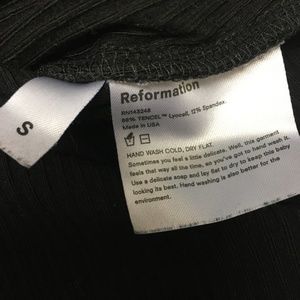 S
Reformation
RN143248
88% TENCEL™ Lyocell, 12% Spandex.
Made in USA
HAND WASH COLD, DRY FLAT.
Sometimes you feel a little delicate. Well, this garment
feels that way all the time, so you've got to hand wash it.
Use a delicate soap and lay flat to dry to keep this baby
looking its best. Hand washing is also better for the
environment.